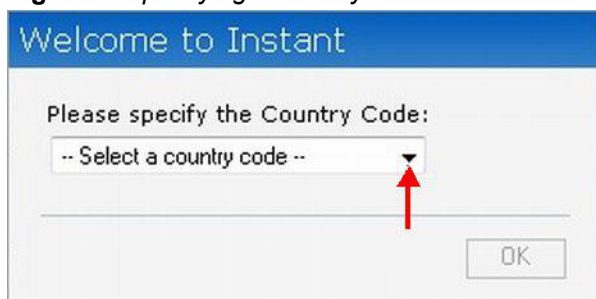 Welcome to Instant
Please specify the Country Code:
-- Select a country code --
OK